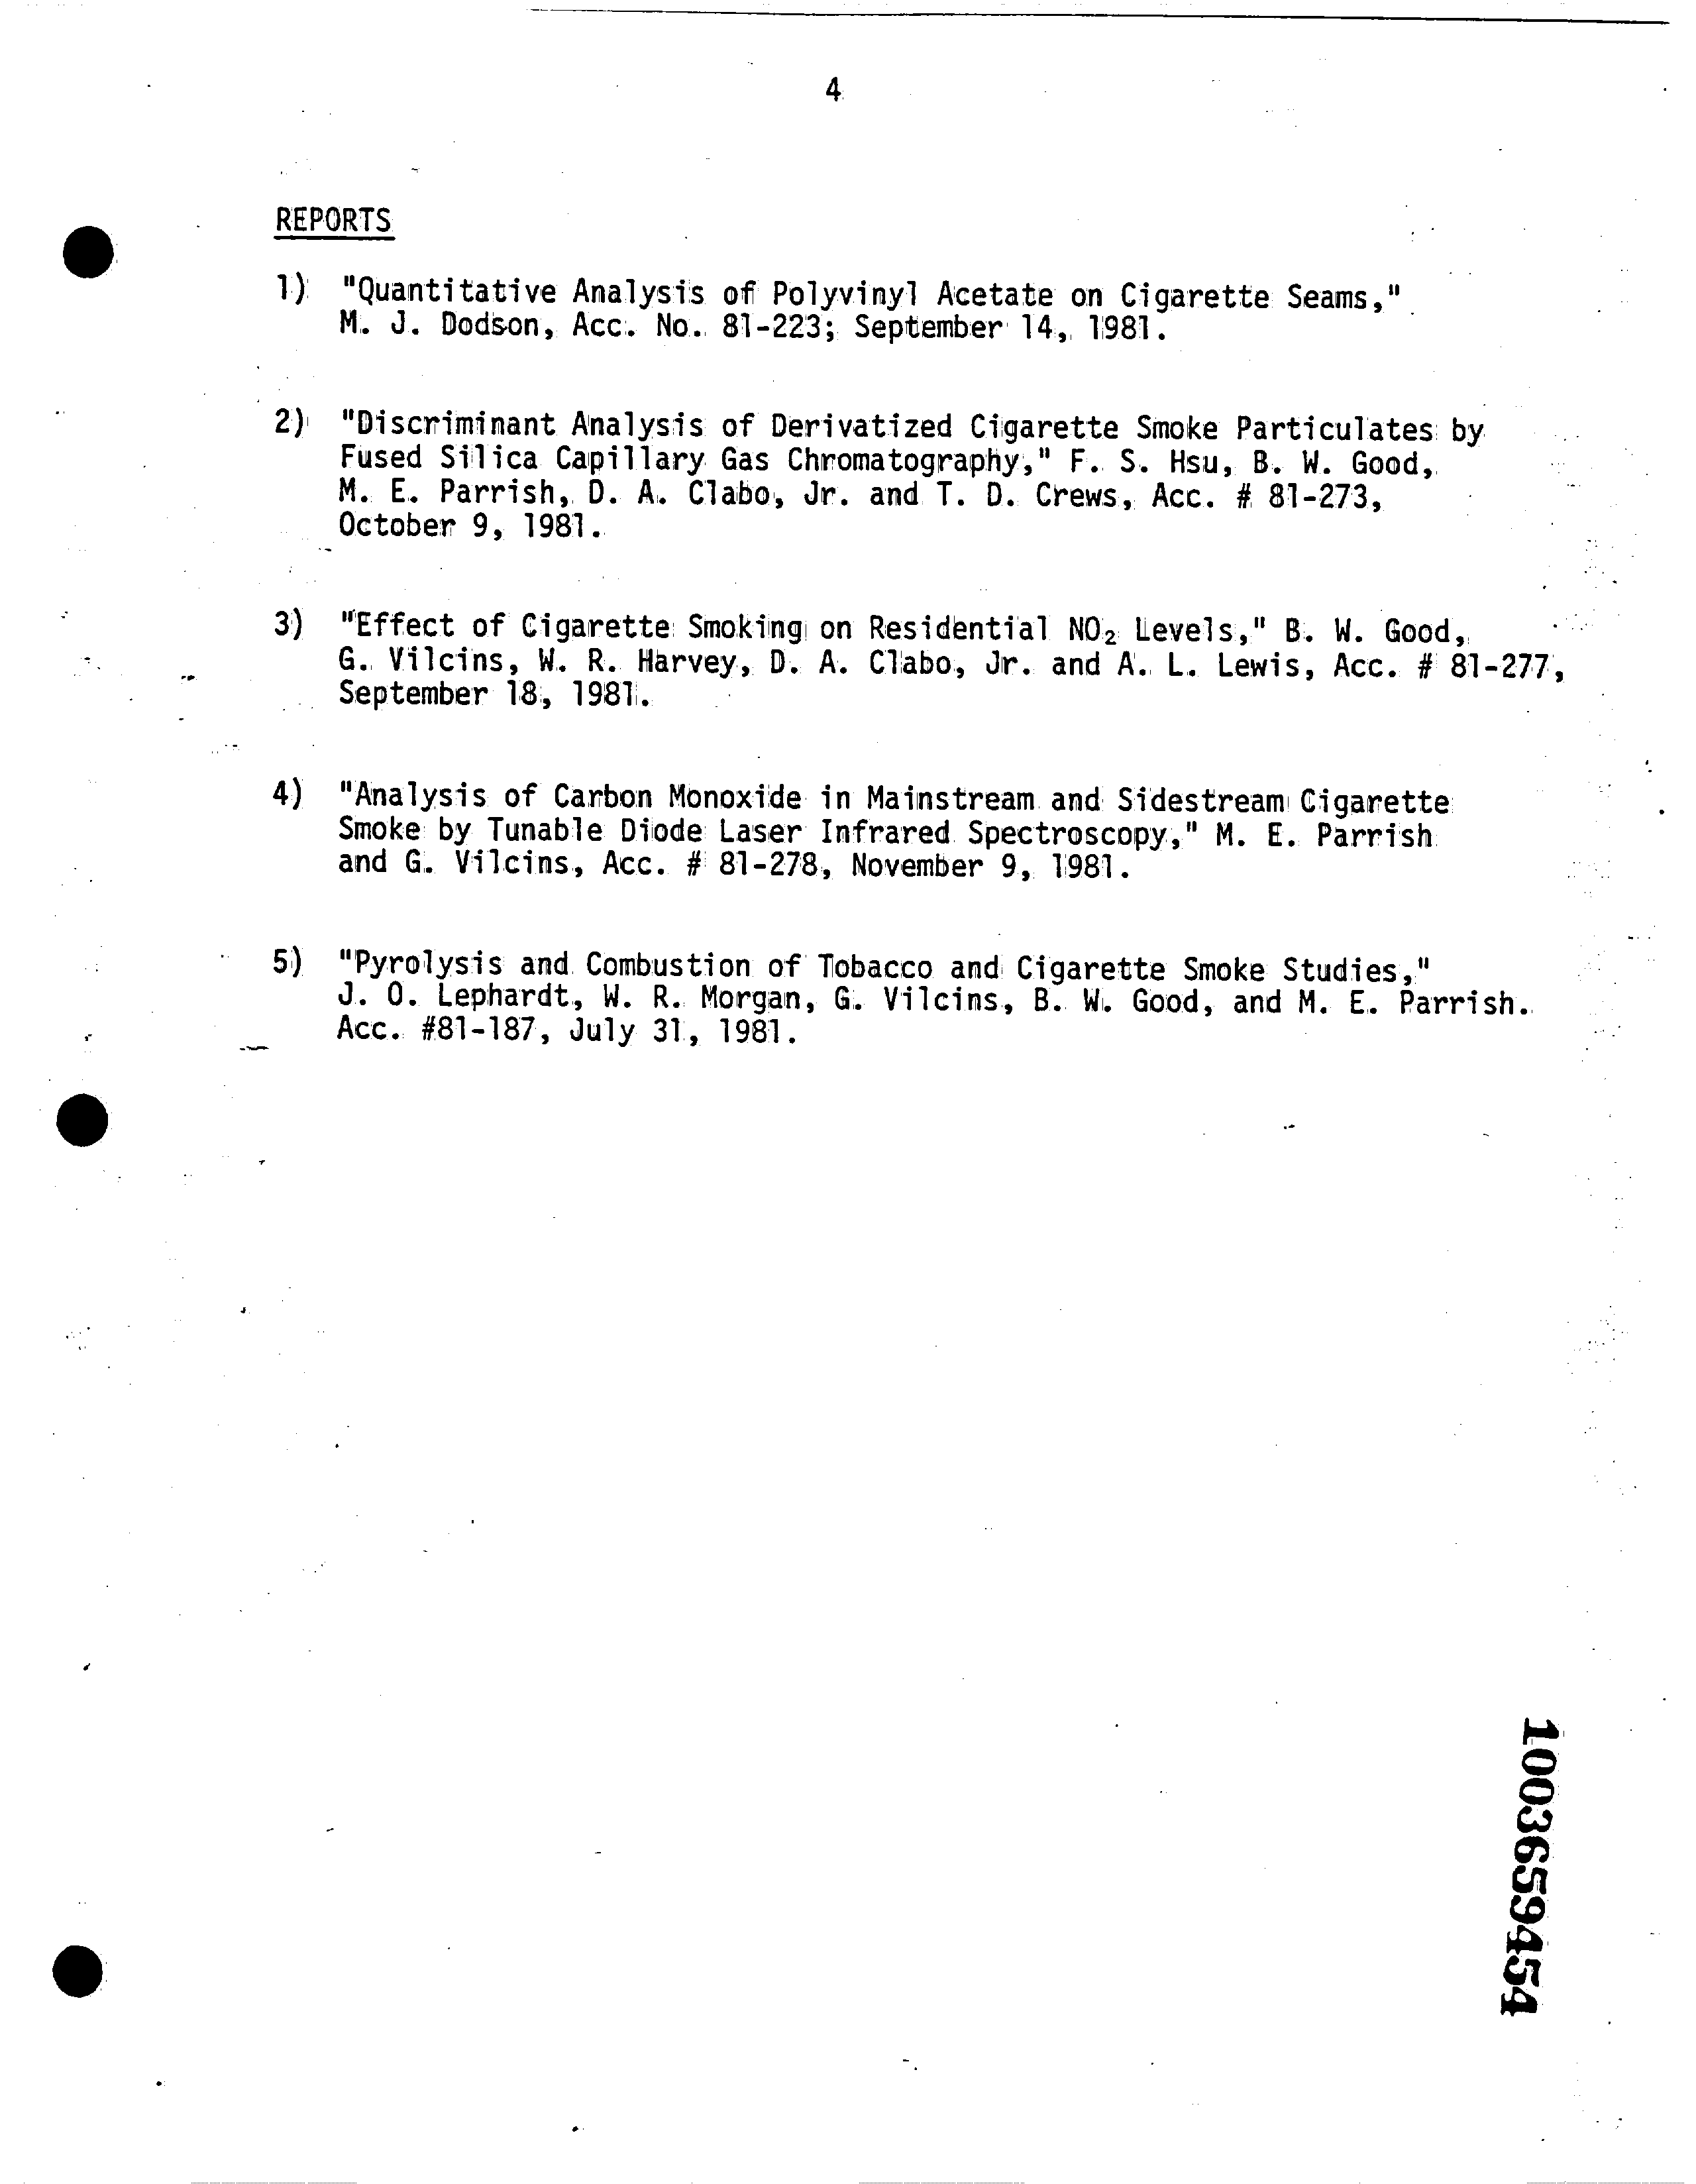 4
REPORTS
1) "Quantitative Analysis of Polyvinyl Acetate on Cigarette Seams,"
M. J. Dodson, Acc. No. 81-223; September 14, 1981.
2) "Discriminant Analysis of Derivatized Cigarette Smoke Particulates by
Fused Silica Capillary Gas Chromatography," F. S. Hsu, B. W. Good,
M. E. Parrish, D. A. Clabo, Jr. and T. D. Crews, Acc. # 81-273,
October 9, 1981.
3) "Effect of Cigarette Smoking on Residential NO₂ Levels," B. W. Good,
G. Vilcins, W. R. Harvey, D. A. Clabo, Jr. and A. L. Lewis, Acc. # 81-277,
September 18, 1981.
4) "Analysis of Carbon Monoxide in Mainstream and Sidestream Cigarette
Smoke by Tunable Diode Laser Infrared Spectroscopy," M. E. Parrish
and G. Vilcins, Acc. # 81-278, November 9, 1981.
5) "Pyrolysis and Combustion of Tobacco and Cigarette Smoke Studies,"
J. O. Lephardt, W. R. Morgan, G. Vilcins, B. W. Good, and M. E. Parrish.
Acc. #81-187, July 31, 1981.
1003659454